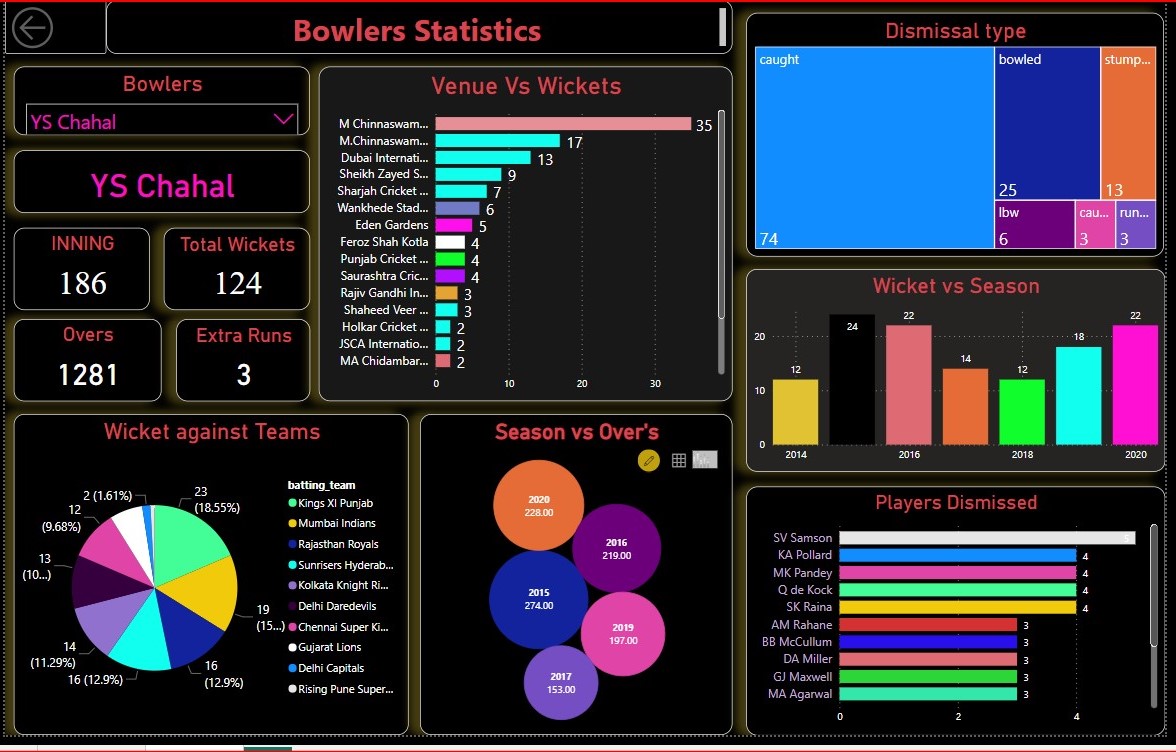 Bowlers Statistics
Bowlers
YS Chahal
YS Chahal
INNING
186
Total Wickets
124
Overs
1281
Extra Runs
3
Venue Vs Wickets
M Chinnaswam... 35
M.Chinnaswam... 17
Dubai Internati... 13
Sheikh Zayed S... 9
Sharjah Cricket ... 7
Wankhede Stad... 6
Eden Gardens 5
Feroz Shah Kotla 4
Punjab Cricket ... 4
Saurashtra Cric... 4
Rajiv Gandhi In... 3
Shaheed Veer ... 3
Holkar Cricket ... 2
JSCA Internatio... 2
MA Chidambar... 2
0 10 20 30
Dismissal type
caught
74
bowled
25
stump...
13
lbw
6
cau...
3
run...
3
Wicket vs Season
20
10
0
12 24 22 14 12 18 22
2014 2016 2018 2020
Wicket against Teams
23
(18.55%)
19
(15...)
16
(12.9%)
16 (12.9%)
14
(11.29%)
13
(10...)
12
(9.68%)
2 (1.61%)
batting_team
Kings XI Punjab
Mumbai Indians
Rajasthan Royals
Sunrisers Hyderab...
Kolkata Knight Ri...
Delhi Daredevils
Chennai Super Ki...
Gujarat Lions
Delhi Capitals
Rising Pune Super...
Season vs Over's
2020
228.00
2016
219.00
2015
274.00
2019
197.00
2017
153.00
Players Dismissed
SV Samson 5
KA Pollard 4
MK Pandey 4
Q de Kock 4
SK Raina 4
AM Rahane 3
BB McCullum 3
DA Miller 3
GJ Maxwell 3
MA Agarwal 3
0 2 4